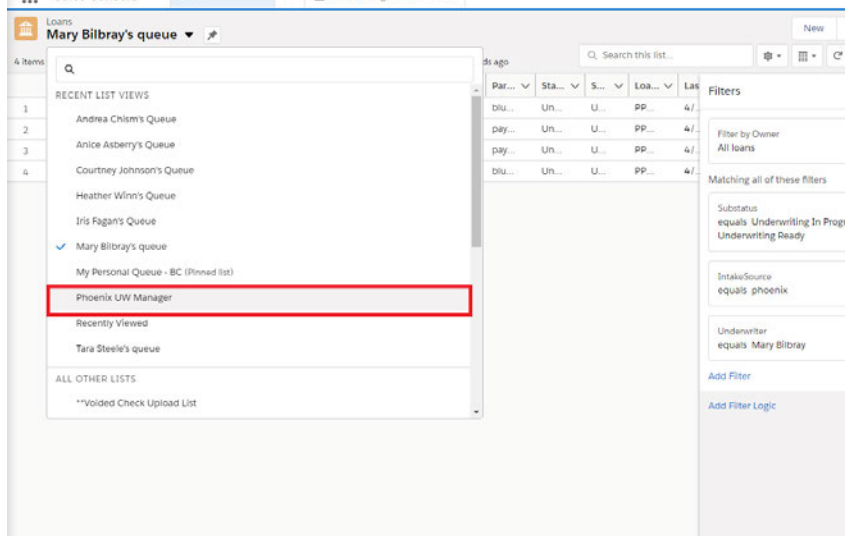 Loans
Mary Bilbray's queue
New
4 items
ds ago
Search this list...
Par... Sta... S... Loa... Las
1 blu... Un... U... PP... 4/
2 pay... Un... U... PP... 4/
3 pay... Un... U... PP... 4/
4 blu... Un... U... PP... 4/
RECENT LIST VIEWS
Andrea Chism's Queue
Anice Asberry's Queue
Courtney Johnson's Queue
Heather Winn's Queue
Iris Fagan's Queue
Mary Bilbray's queue
My Personal Queue - BC (Pinned list)
Phoenix UW Manager
Recently Viewed
Tara Steele's queue
ALL OTHER LISTS
**Voided Check Upload List
Filters
Filter by Owner
All loans
Matching all of these filters
Substatus
equals Underwriting In Progr
Underwriting Ready
IntakeSource
equals phoenix
Underwriter
equals Mary Bilbray
Add Filter
Add Filter Logic